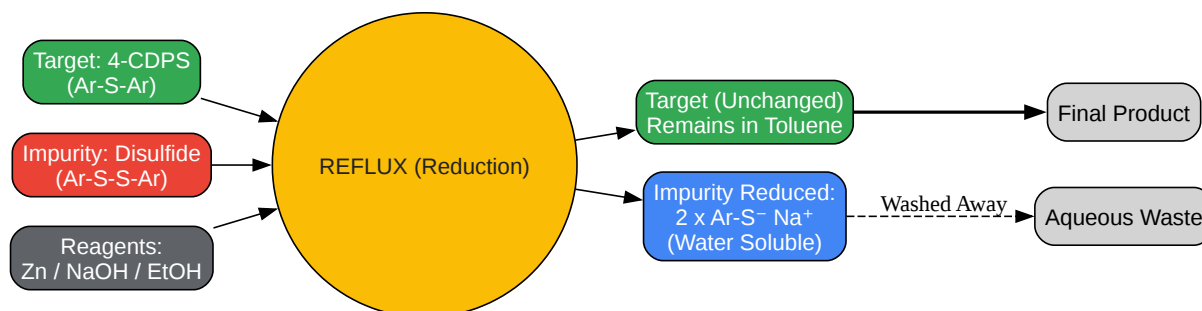 Target: 4-CDPS
(Ar-S-Ar)
Impurity: Disulfide
(Ar-S-S-Ar)
Reagents:
Zn / NaOH / EtOH
REFLUX (Reduction)
Target (Unchanged)
Remains in Toluene
Impurity Reduced:
2 x Ar-S⁻ Na⁺
(Water Soluble)
Washed Away
Final Product
Aqueous Waste